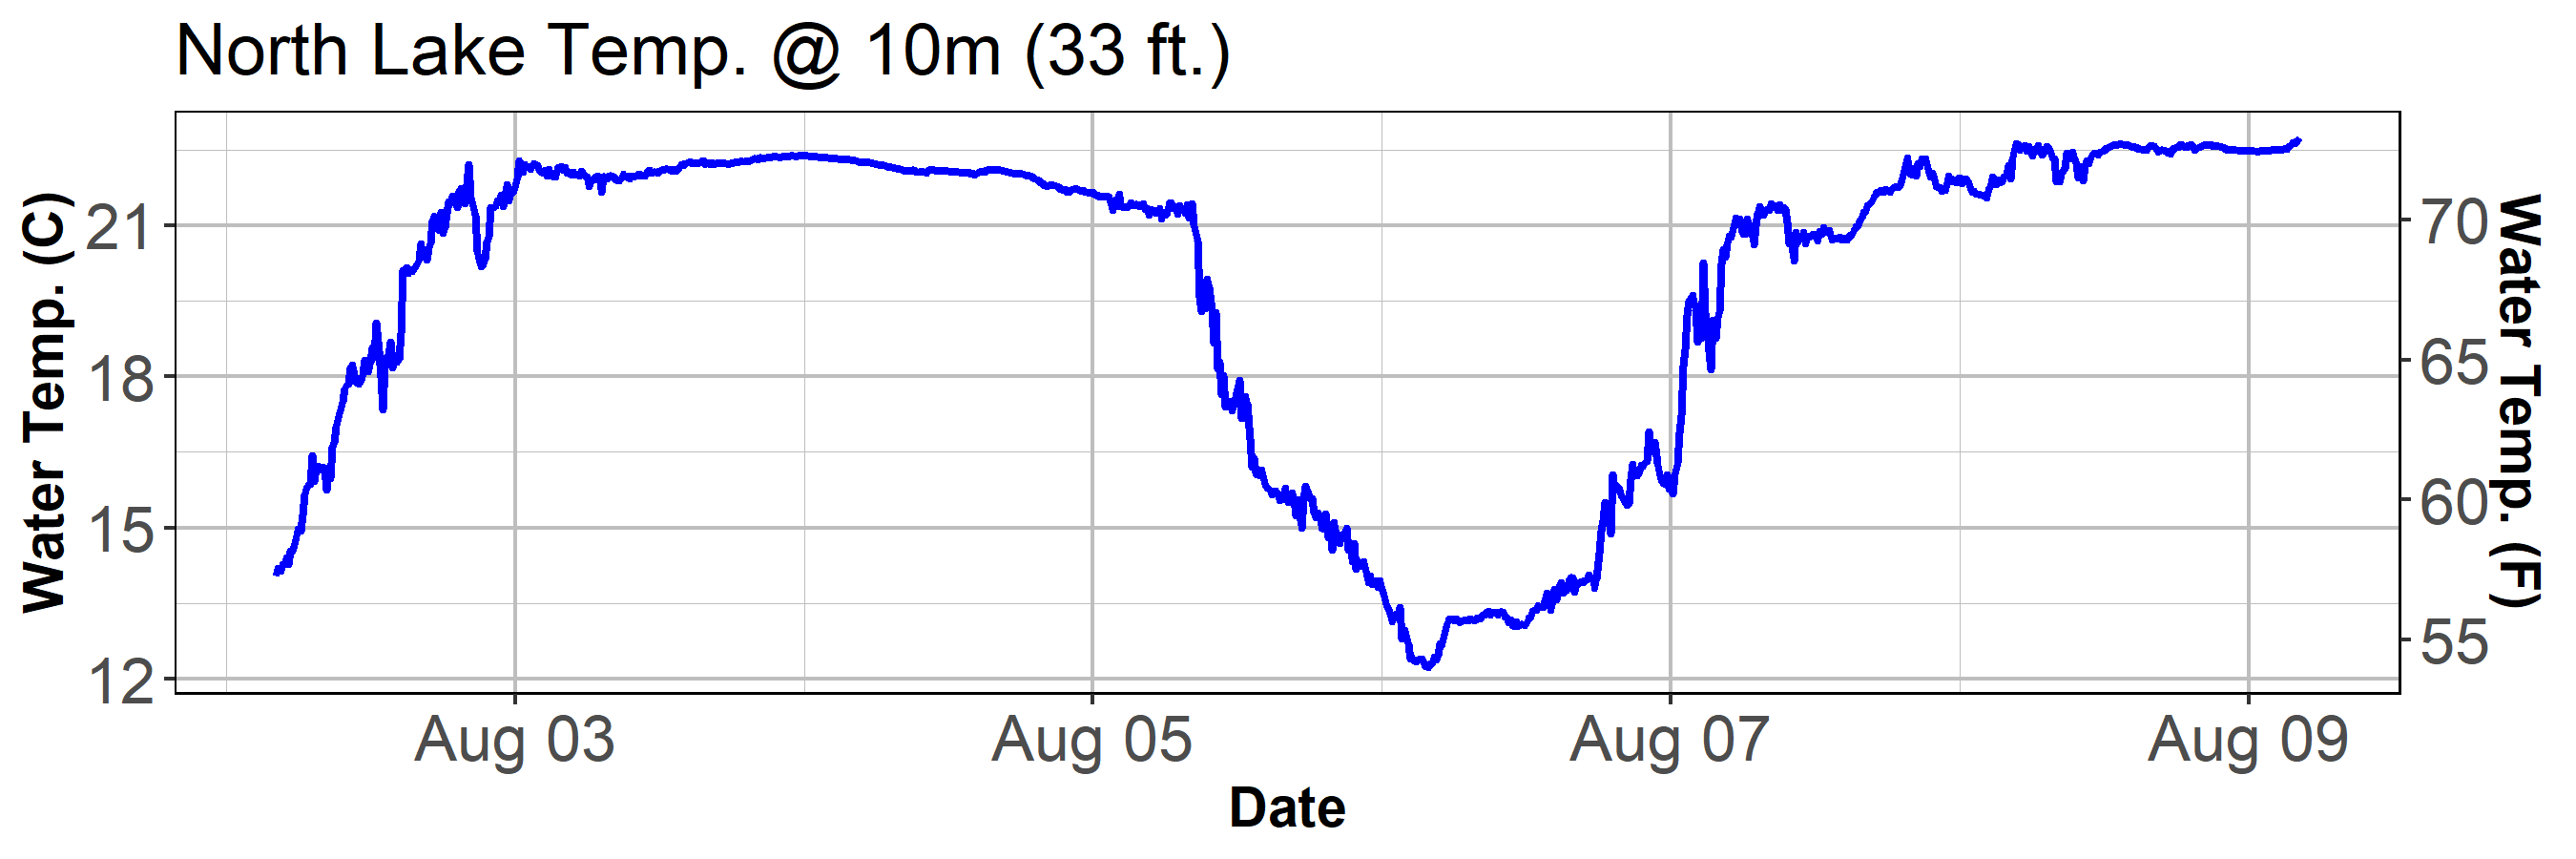 North Lake Temp. @ 10m (33 ft.)
Water Temp. (C)
21
18
15
12
70
65
60
55
Water Temp. (F)
Aug 03
Aug 05
Aug 07
Aug 09
Date